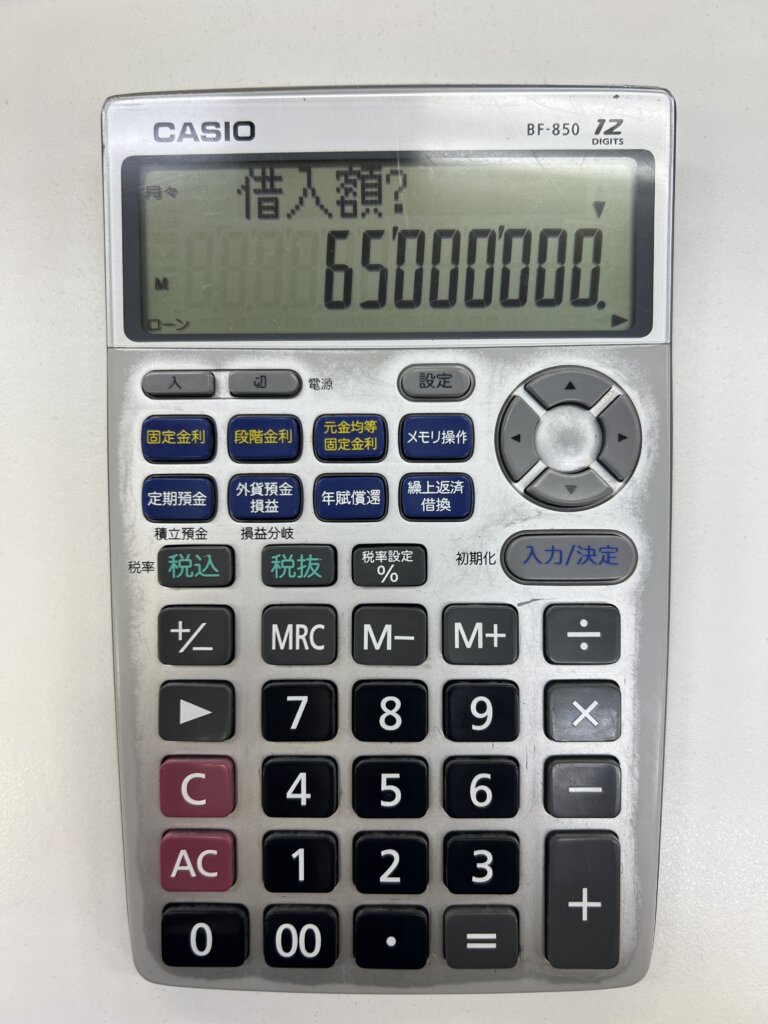 CASIO
BF-850 12 DIGITS
月々 借入額?
M 65'000'000.
ローン
入 切 電源 設定
固定金利 段階金利 元金均等 固定金利 メモリ操作
定期預金 外貨預金 損益 年賦償還 繰上返済 借換
積立預金 損益分岐
税率 税込 税抜 税率設定 % 初期化 入力/決定
+/− MRC M− M+ ÷
▶ 7 8 9 ×
C 4 5 6 −
AC 1 2 3 +
0 00 · =